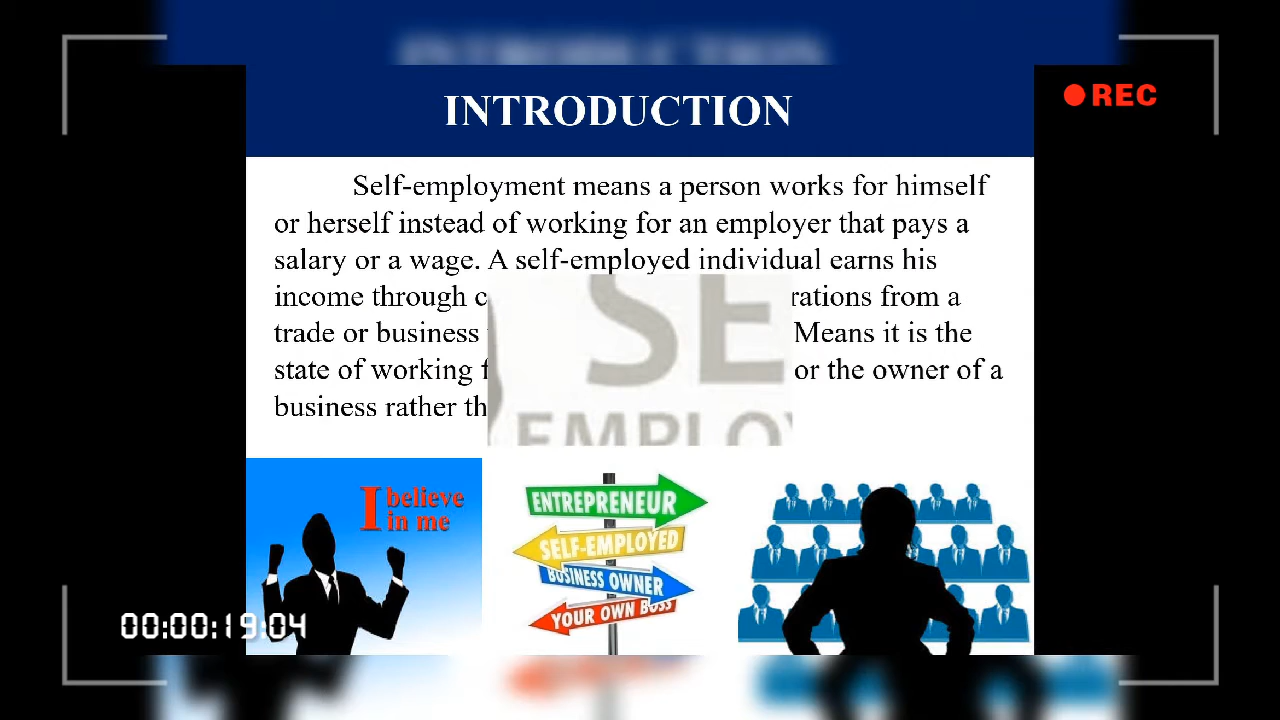 INTRODUCTION
REC
Self-employment means a person works for himself
or herself instead of working for an employer that pays a
salary or a wage. A self-employed individual earns his
income through rations from a
trade or business Means it is the
state of working or the owner of a
business rather
SE
EMPLO
I believe
in me
ENTREPRENEUR
SELF-EMPLOYED
BUSINESS OWNER
YOUR OWN BOSS
00:00:19:04